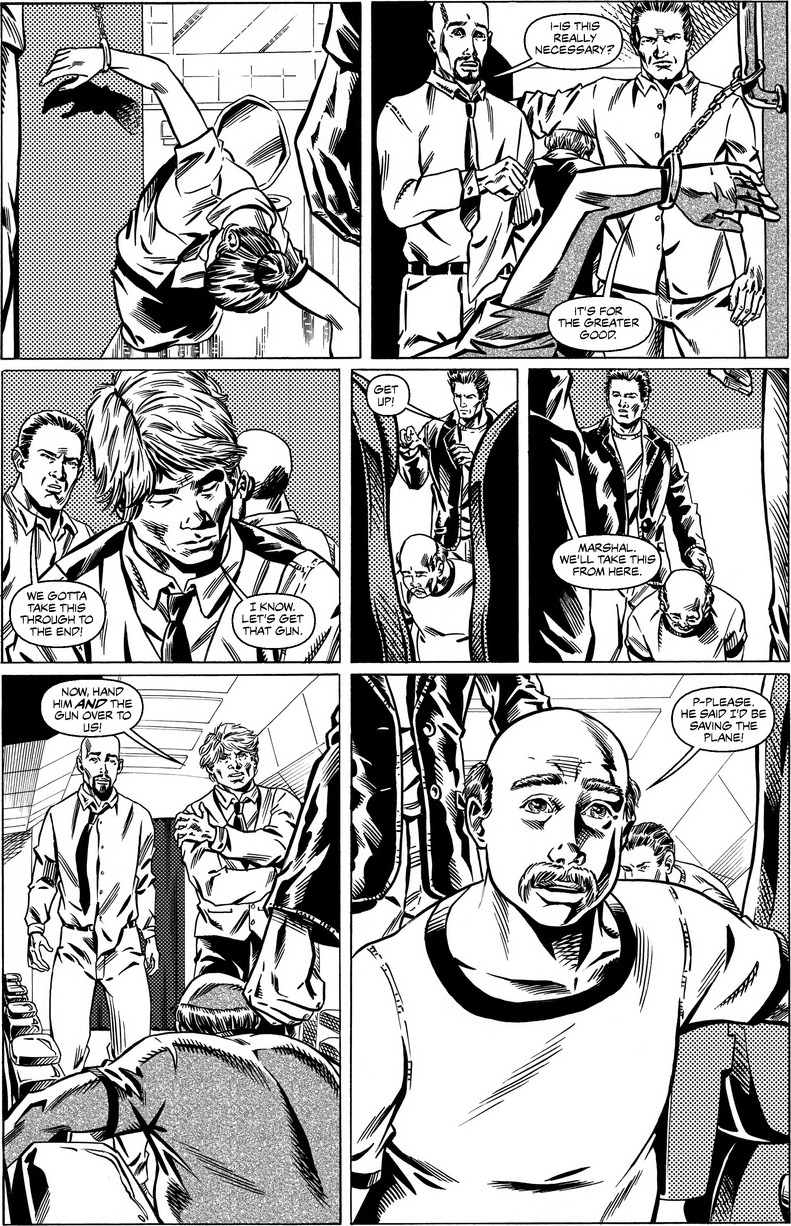 I-IS THIS
REALLY
NECESSARY?
IT'S FOR
THE GREATER
GOOD.
WE GOTTA
TAKE THIS
THROUGH TO
THE END!
I KNOW.
LET'S GET
THAT GUN.
GET
UP!
MARSHAL.
WE'LL TAKE THIS
FROM HERE.
NOW, HAND
HIM AND THE
GUN OVER TO
US!
P-PLEASE.
HE SAID I'D BE
SAVING THE
PLANE!